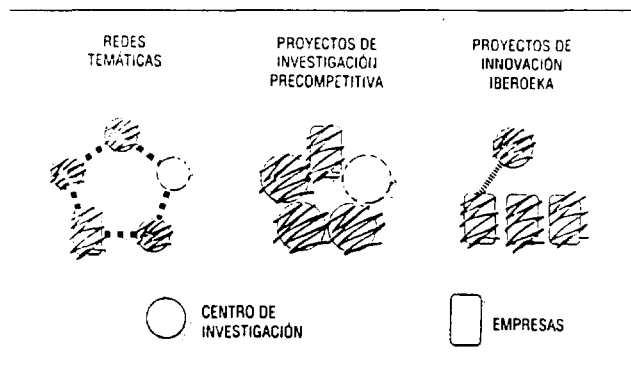 REDES
TEMÁTICAS
PROYECTOS DE
INVESTIGACIÓN
PRECOMPETITIVA
PROYECTOS DE
INNOVACIÓN
IBEROEKA
CENTRO DE
INVESTIGACIÓN
EMPRESAS